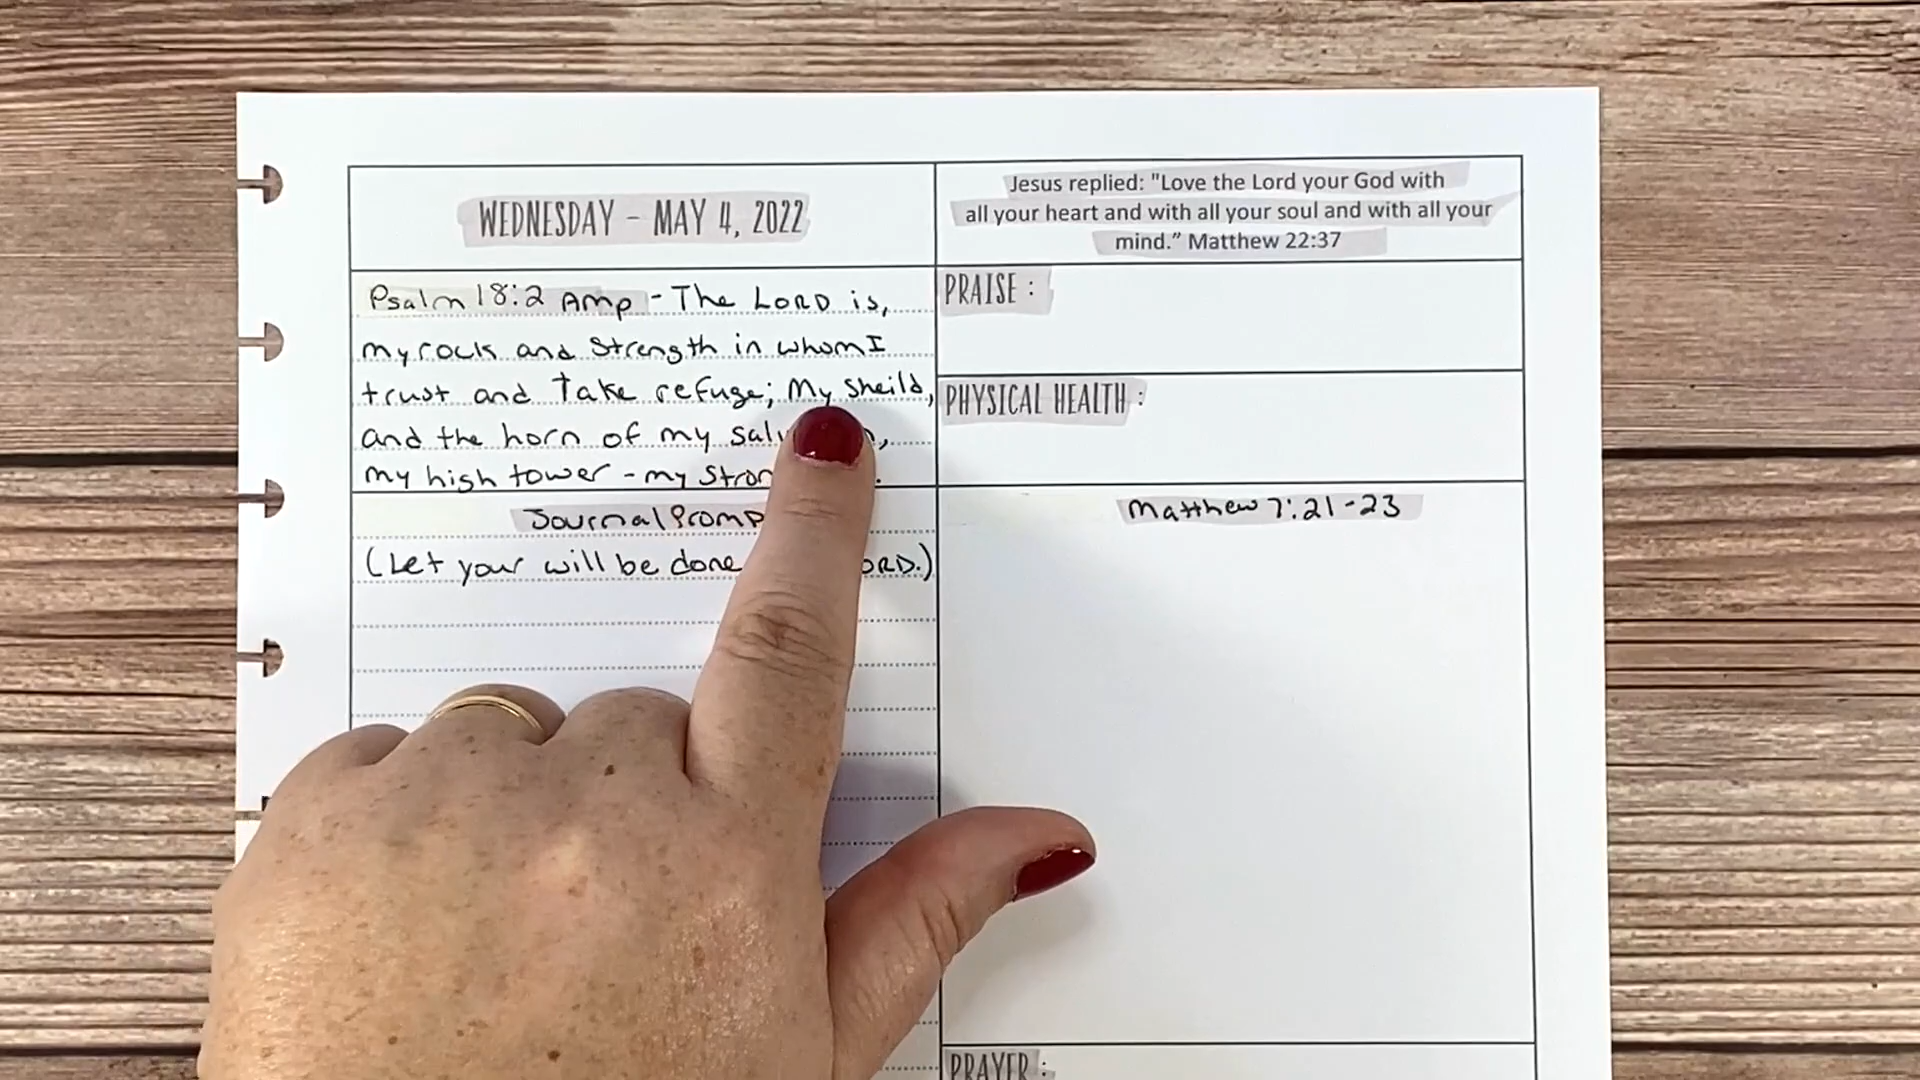 WEDNESDAY - MAY 4, 2022
Jesus replied: "Love the Lord your God with
all your heart and with all your soul and with all your
mind.” Matthew 22:37
Psalm 18:2 Amp - The LORD is,
my rock and Strength in whom I
trust and Take refuge; My Sheild,
and the horn of my
my high tower - my
Journal
(Let your will be done
PRAISE :
PHYSICAL HEALTH :
Matthew 7:21-23
PRAYER :